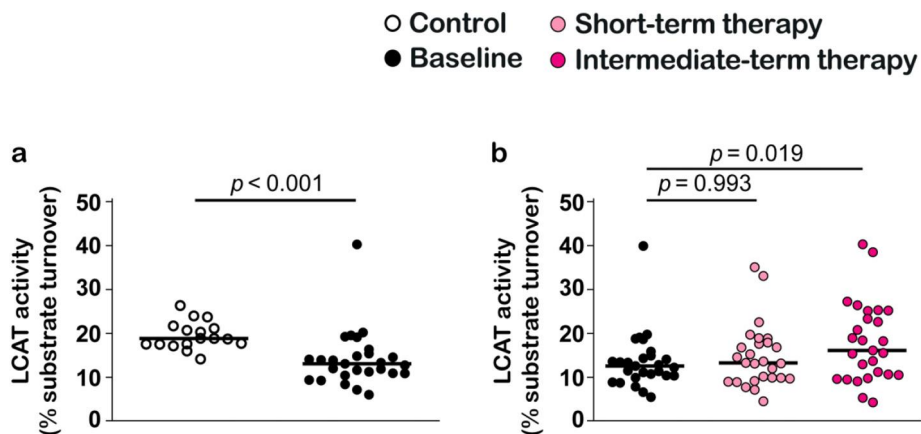 Control
Short-term therapy
Baseline
Intermediate-term therapy
a
p < 0.001
LCAT activity
(% substrate turnover)
50
40
30
20
10
0
b
p = 0.019
p = 0.993
LCAT activity
(% substrate turnover)
50
40
30
20
10
0